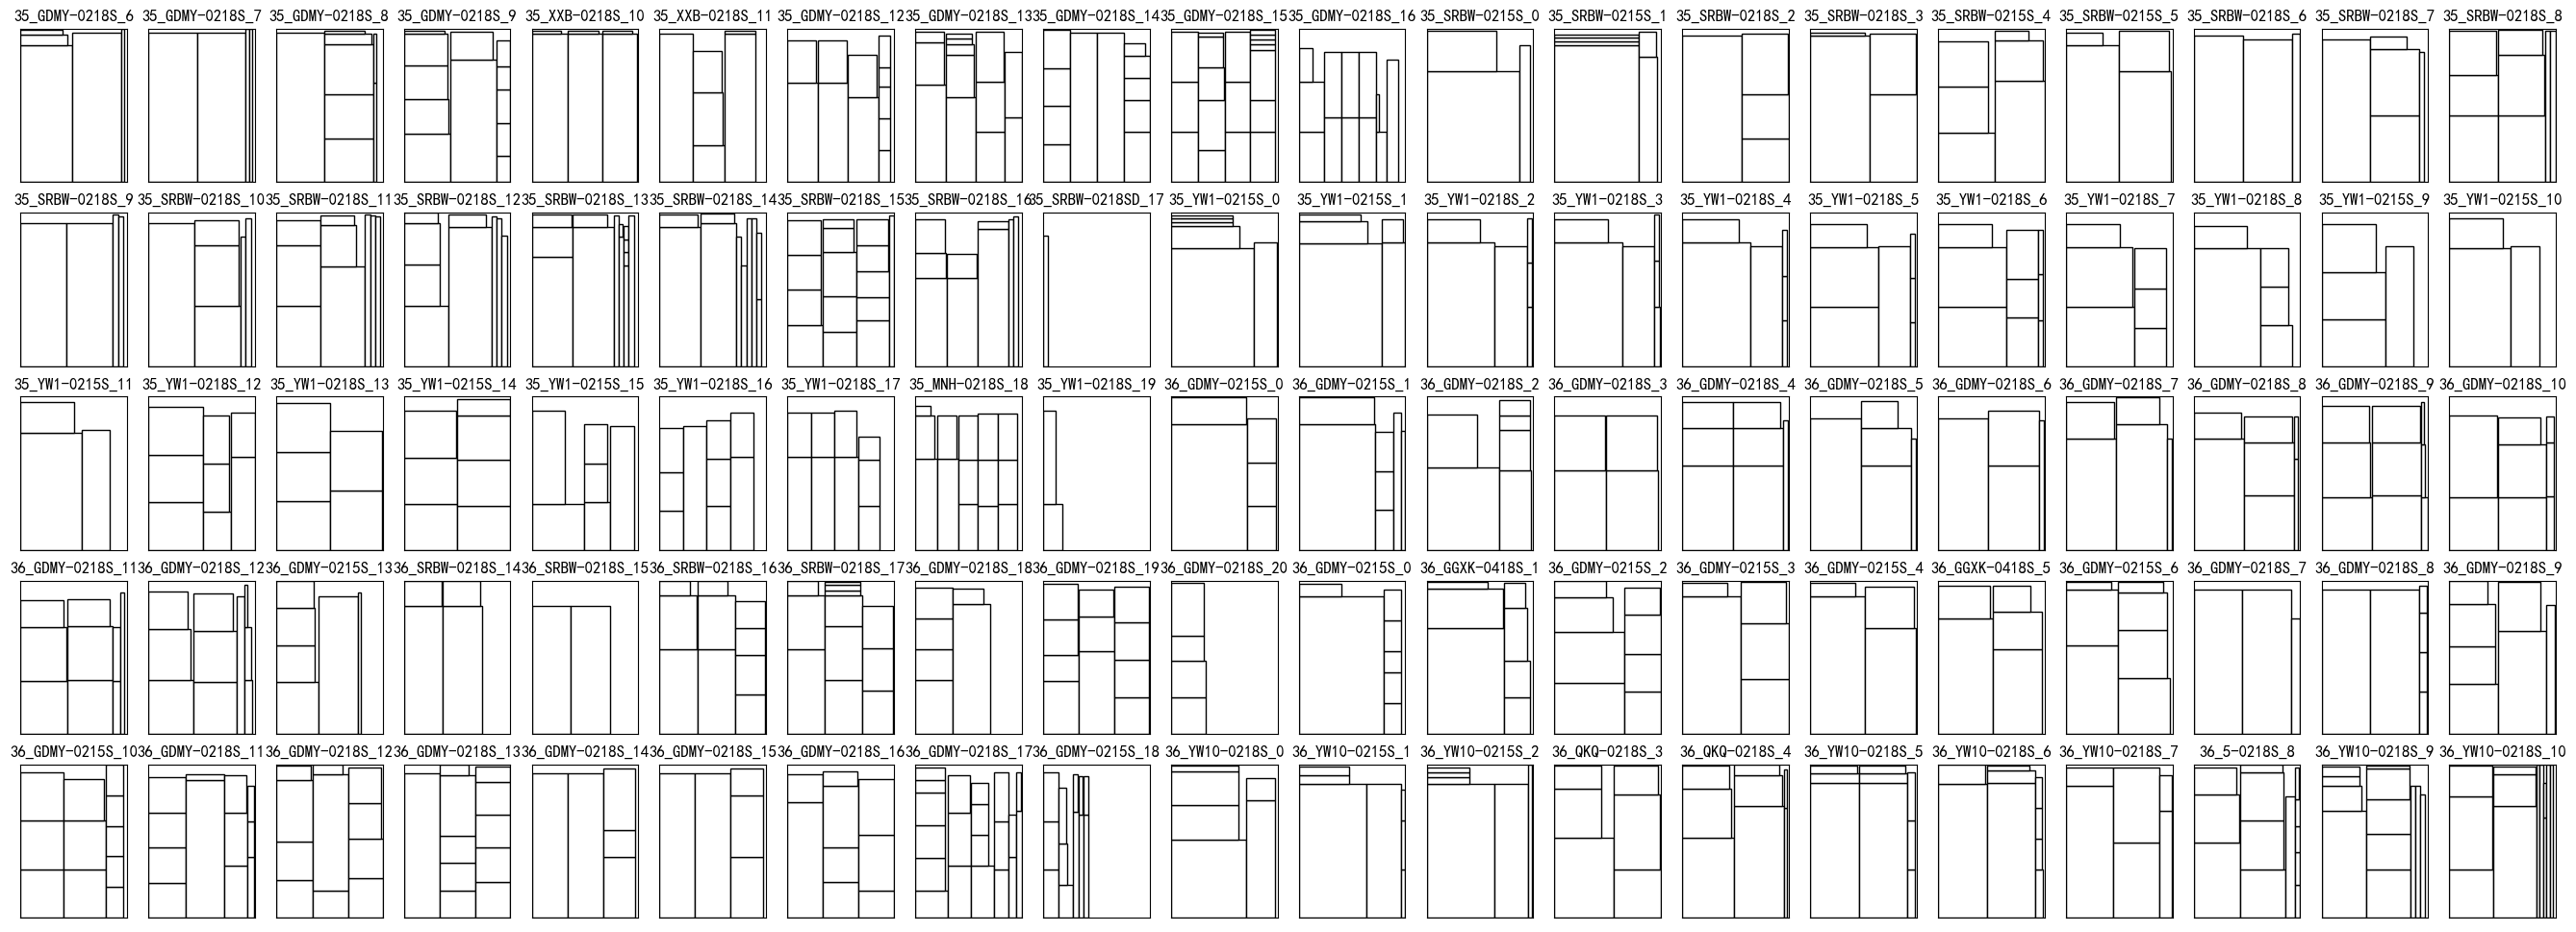 35_GDMY-0218S_6 35_GDMY-0218S_7 35_GDMY-0218S_8 35_GDMY-0218S_9 35_XXB-0218S_10 35_XXB-0218S_11 35_GDMY-0218S_12 35_GDMY-0218S_13 35_GDMY-0218S_14 35_GDMY-0218S_15 35_GDMY-0218S_16 35_SRBW-0215S_0 35_SRBW-0215S_1 35_SRBW-0218S_2 35_SRBW-0218S_3 35_SRBW-0215S_4 35_SRBW-0215S_5 35_SRBW-0218S_6 35_SRBW-0218S_7 35_SRBW-0218S_8
35_SRBW-0218S_9 35_SRBW-0218S_10 35_SRBW-0218S_11 35_SRBW-0218S_12 35_SRBW-0218S_13 35_SRBW-0218S_14 35_SRBW-0218S_15 35_SRBW-0218S_16 35_SRBW-0218SD_17 35_YW1-0215S_0 35_YW1-0215S_1 35_YW1-0218S_2 35_YW1-0218S_3 35_YW1-0218S_4 35_YW1-0218S_5 35_YW1-0218S_6 35_YW1-0218S_7 35_YW1-0218S_8 35_YW1-0215S_9 35_YW1-0215S_10
35_YW1-0215S_11 35_YW1-0218S_12 35_YW1-0218S_13 35_YW1-0215S_14 35_YW1-0215S_15 35_YW1-0218S_16 35_YW1-0218S_17 35_MNH-0218S_18 35_YW1-0218S_19 36_GDMY-0215S_0 36_GDMY-0215S_1 36_GDMY-0218S_2 36_GDMY-0218S_3 36_GDMY-0218S_4 36_GDMY-0218S_5 36_GDMY-0218S_6 36_GDMY-0218S_7 36_GDMY-0218S_8 36_GDMY-0218S_9 36_GDMY-0218S_10
36_GDMY-0218S_11 36_GDMY-0218S_12 36_GDMY-0215S_13 36_SRBW-0218S_14 36_SRBW-0218S_15 36_SRBW-0218S_16 36_SRBW-0218S_17 36_GDMY-0218S_18 36_GDMY-0218S_19 36_GDMY-0218S_20 36_GDMY-0215S_0 36_GGXK-0418S_1 36_GDMY-0215S_2 36_GDMY-0215S_3 36_GDMY-0215S_4 36_GGXK-0418S_5 36_GDMY-0215S_6 36_GDMY-0218S_7 36_GDMY-0218S_8 36_GDMY-0218S_9
36_GDMY-0215S_10 36_GDMY-0218S_11 36_GDMY-0218S_12 36_GDMY-0218S_13 36_GDMY-0218S_14 36_GDMY-0218S_15 36_GDMY-0218S_16 36_GDMY-0218S_17 36_GDMY-0215S_18 36_YW10-0218S_0 36_YW10-0215S_1 36_YW10-0215S_2 36_QKQ-0218S_3 36_QKQ-0218S_4 36_YW10-0218S_5 36_YW10-0218S_6 36_YW10-0218S_7 36_5-0218S_8 36_YW10-0218S_9 36_YW10-0218S_10